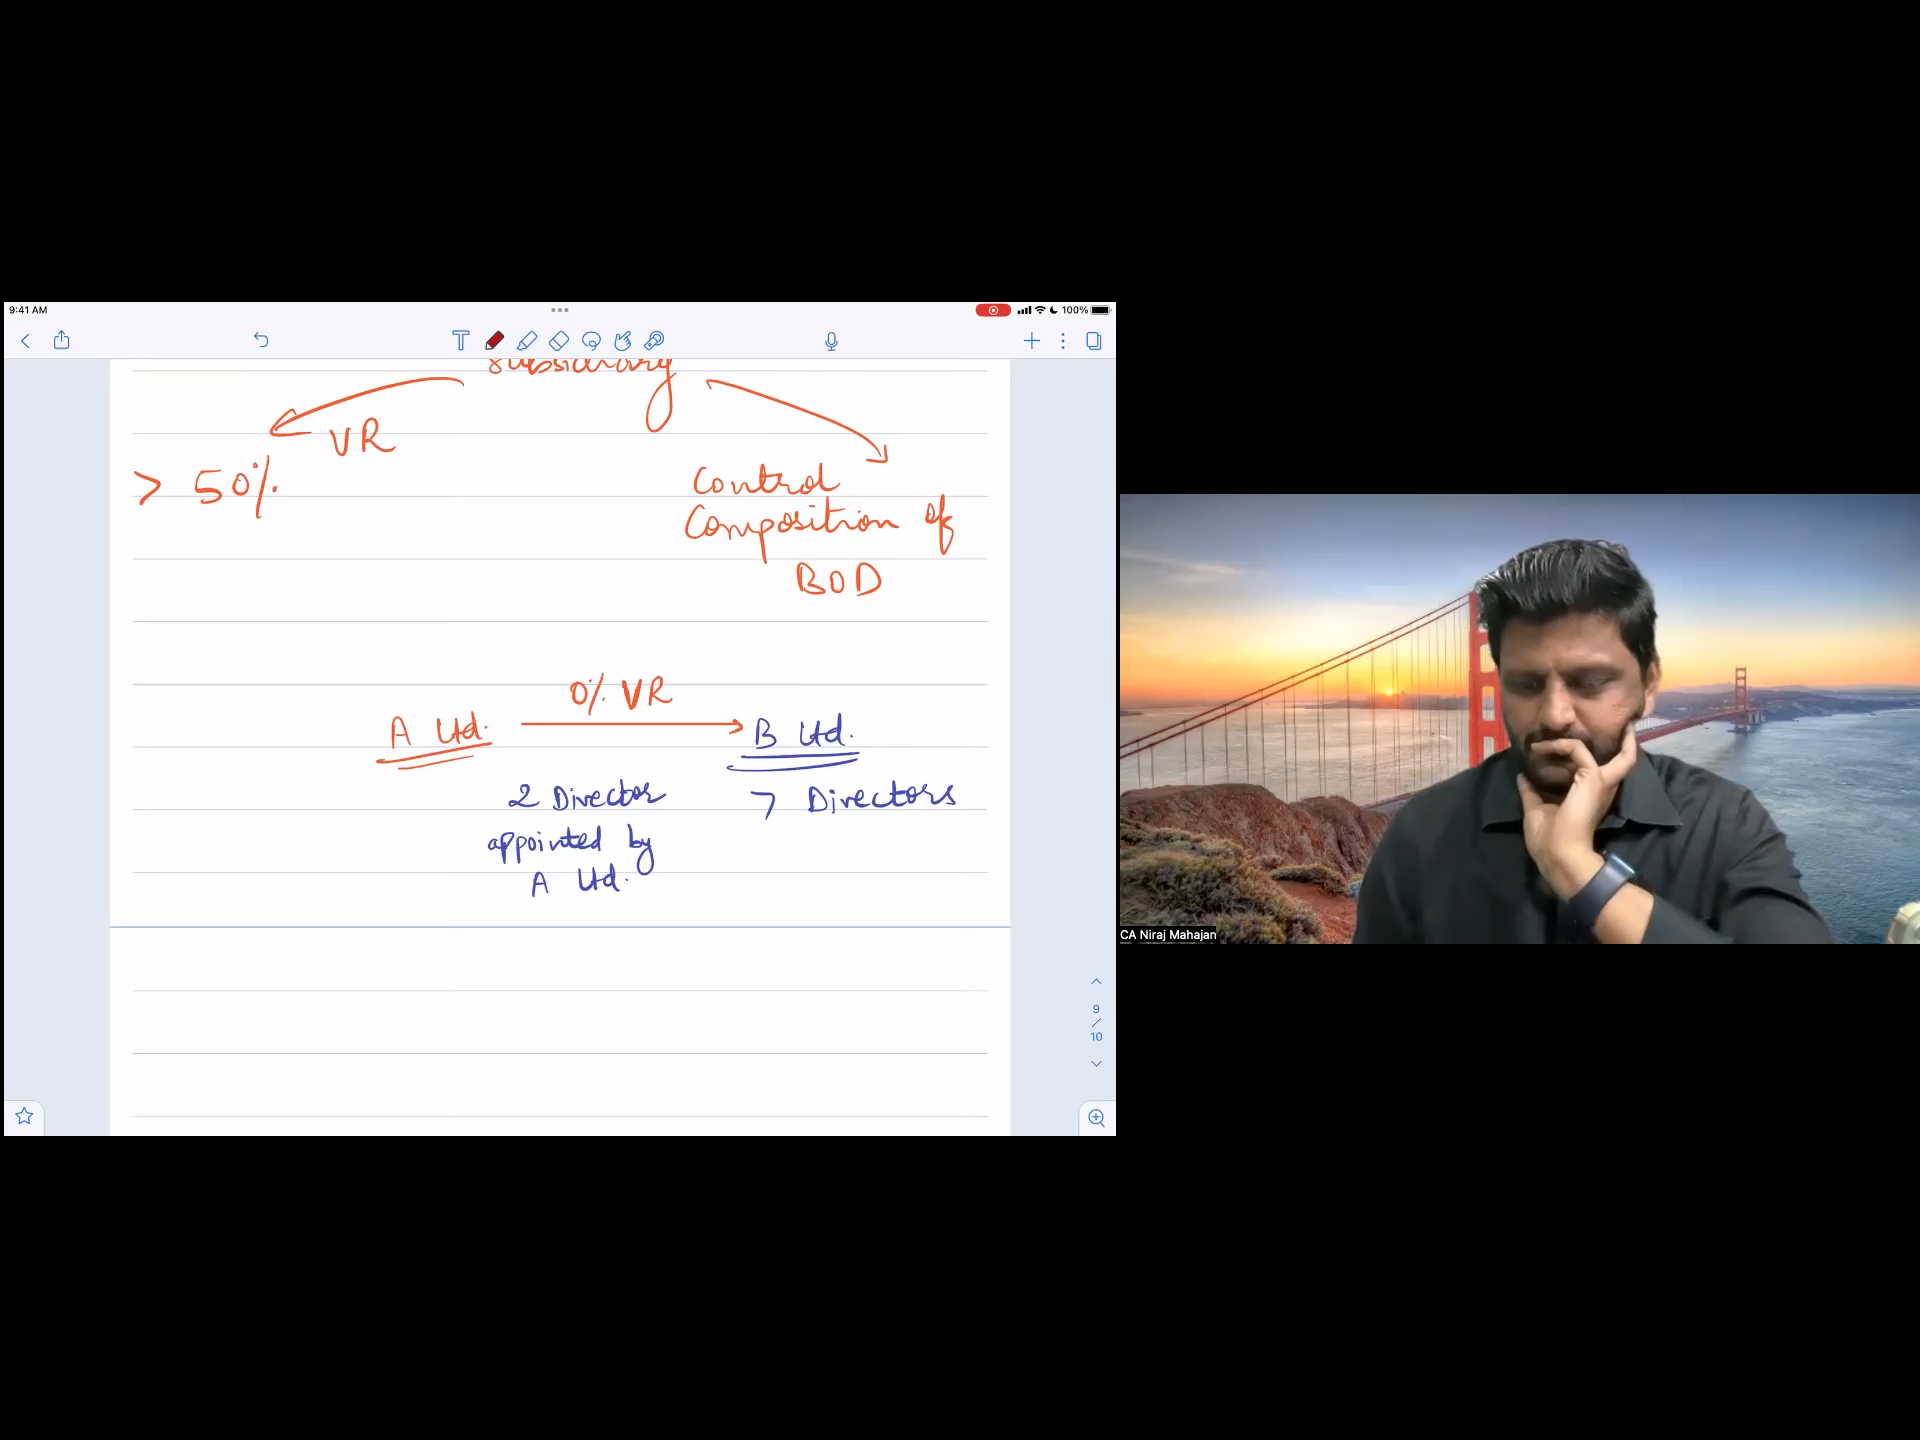 9:41 AM
100%
subsidiary
VR
> 50%
Control
Composition of
BOD
0% VR
A Ltd.
B Ltd.
2 Director
7 Directors
appointed by
A Ltd.
9
/
10
CA Niraj Mahajan